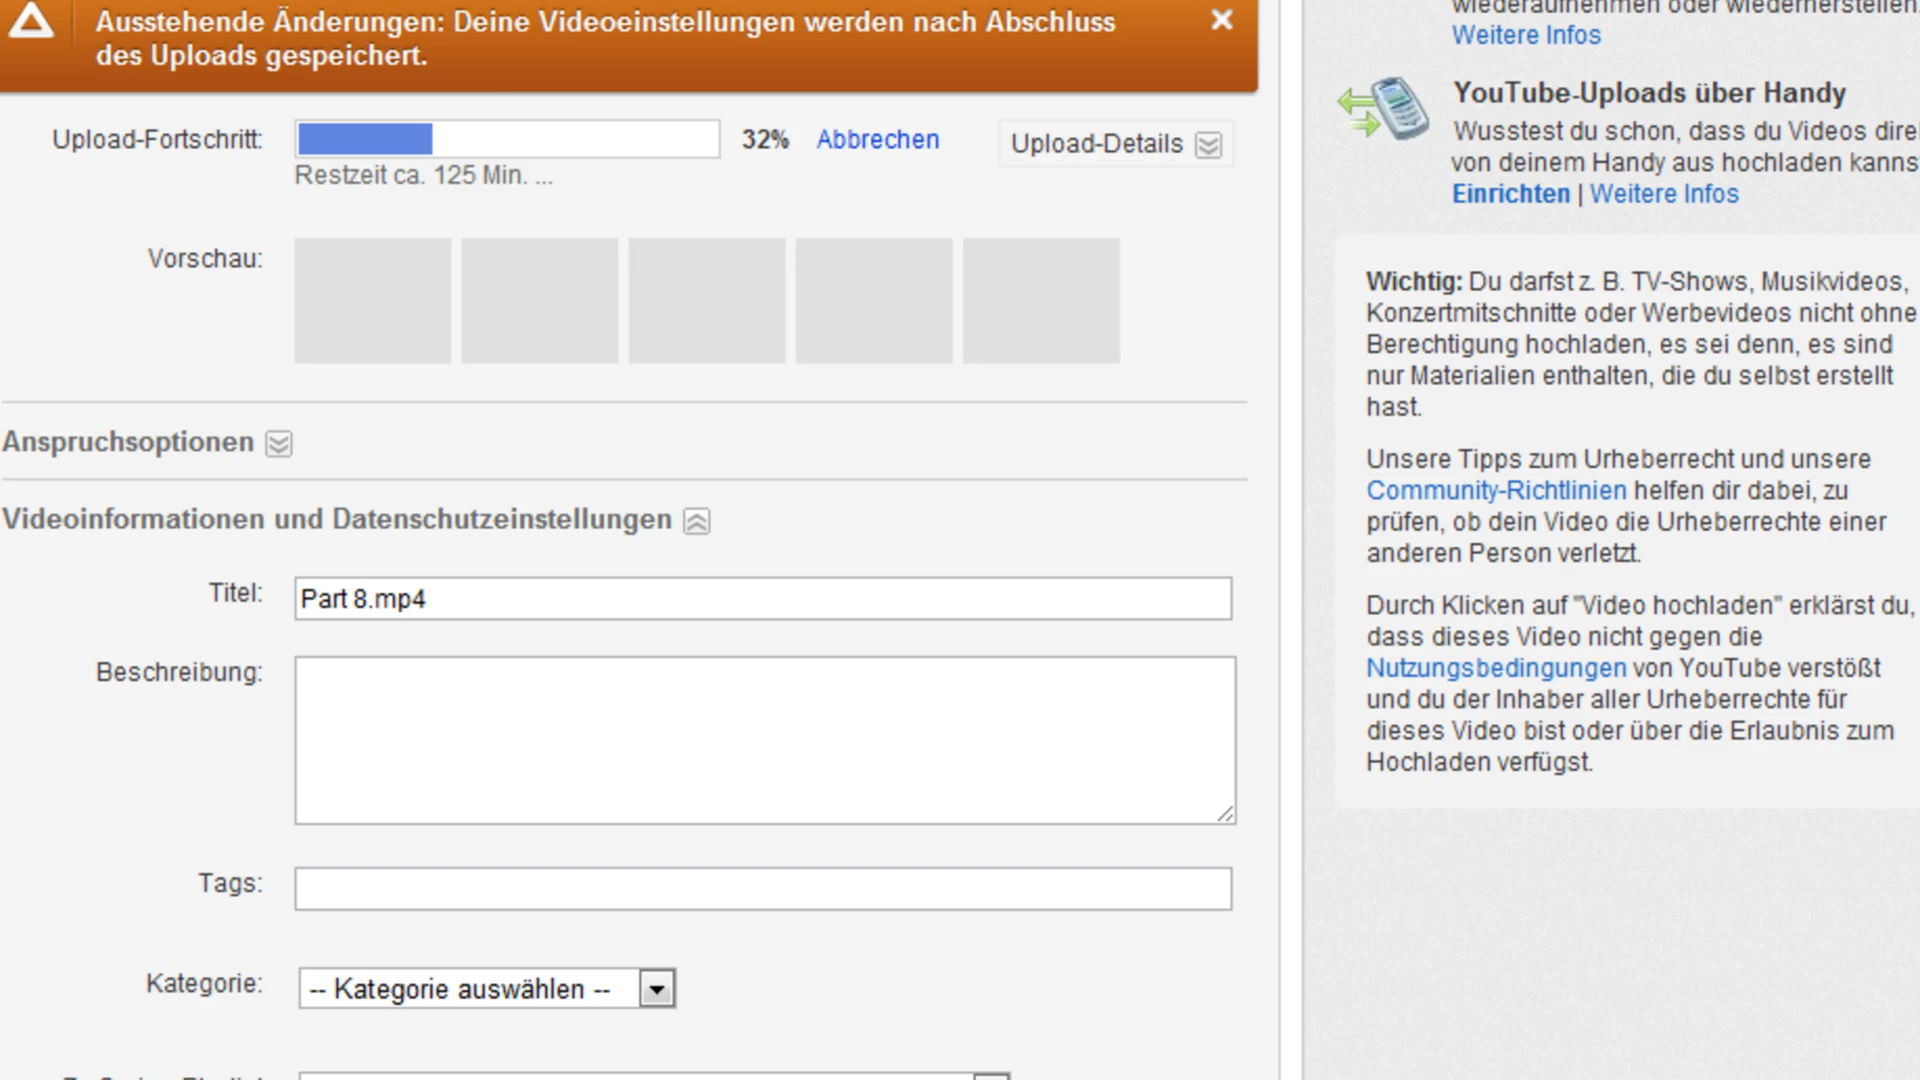 Ausstehende Änderungen: Deine Videoeinstellungen werden nach Abschluss
des Uploads gespeichert.
Upload-Fortschritt: 32% Abbrechen Upload-Details
Restzeit ca. 125 Min. ...
Vorschau:
Anspruchsoptionen
Videoinformationen und Datenschutzeinstellungen
Titel: Part 8.mp4
Beschreibung:
Tags:
Kategorie: -- Kategorie auswählen --
wiederaufnehmen oder wiederherstellen.
Weitere Infos
YouTube-Uploads über Handy
Wusstest du schon, dass du Videos
von deinem Handy aus hochladen
Einrichten | Weitere Infos
Wichtig: Du darfst z. B. TV-Shows, Musikvideos,
Konzertmitschnitte oder Werbevideos nicht ohne
Berechtigung hochladen, es sei denn, es sind
nur Materialien enthalten, die du selbst erstellt
hast.
Unsere Tipps zum Urheberrecht und unsere
Community-Richtlinien helfen dir dabei, zu
prüfen, ob dein Video die Urheberrechte einer
anderen Person verletzt.
Durch Klicken auf "Video hochladen" erklärst du,
dass dieses Video nicht gegen die
Nutzungsbedingungen von YouTube verstößt
und du der Inhaber aller Urheberrechte für
dieses Video bist oder über die Erlaubnis zum
Hochladen verfügst.